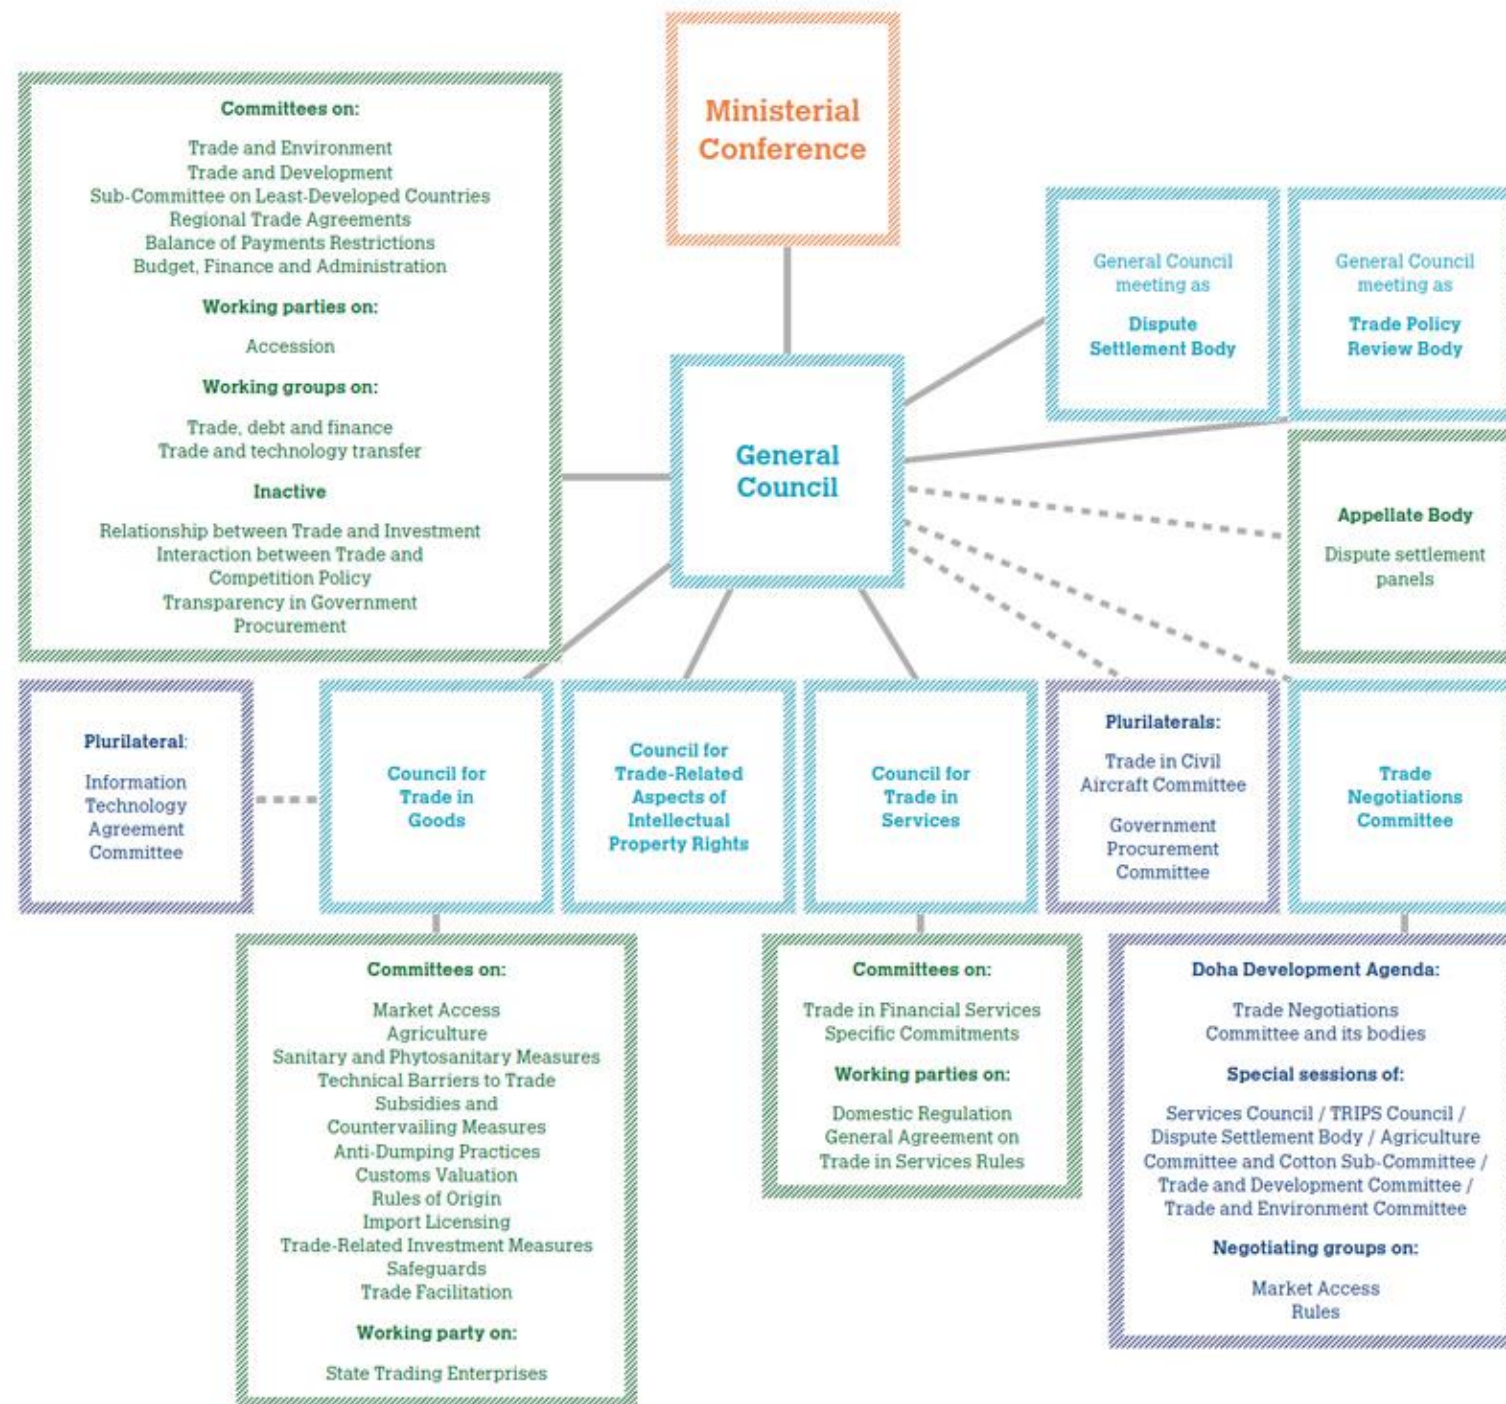 Ministerial
Conference
Committees on:
Trade and Environment
Trade and Development
Sub-Committee on Least-Developed Countries
Regional Trade Agreements
Balance of Payments Restrictions
Budget, Finance and Administration
Working parties on:
Accession
Working groups on:
Trade, debt and finance
Trade and technology transfer
Inactive
Relationship between Trade and Investment
Interaction between Trade and
Competition Policy
Transparency in Government
Procurement
General Council
meeting as
Dispute
Settlement Body
General Council
meeting as
Trade Policy
Review Body
General
Council
Appellate Body
Dispute settlement
panels
Plurilateral:
Information
Technology
Agreement
Committee
Council for
Trade in
Goods
Council for
Trade-Related
Aspects of
Intellectual
Property Rights
Council for
Trade in
Services
Plurilaterals:
Trade in Civil
Aircraft Committee
Government
Procurement
Committee
Trade
Negotiations
Committee
Committees on:
Market Access
Agriculture
Sanitary and Phytosanitary Measures
Technical Barriers to Trade
Subsidies and
Countervailing Measures
Anti-Dumping Practices
Customs Valuation
Rules of Origin
Import Licensing
Trade-Related Investment Measures
Safeguards
Trade Facilitation
Working party on:
State Trading Enterprises
Committees on:
Trade in Financial Services
Specific Commitments
Working parties on:
Domestic Regulation
General Agreement on
Trade in Services Rules
Doha Development Agenda:
Trade Negotiations
Committee and its bodies
Special sessions of:
Services Council / TRIPS Council /
Dispute Settlement Body / Agriculture
Committee and Cotton Sub-Committee /
Trade and Development Committee /
Trade and Environment Committee
Negotiating groups on:
Market Access
Rules